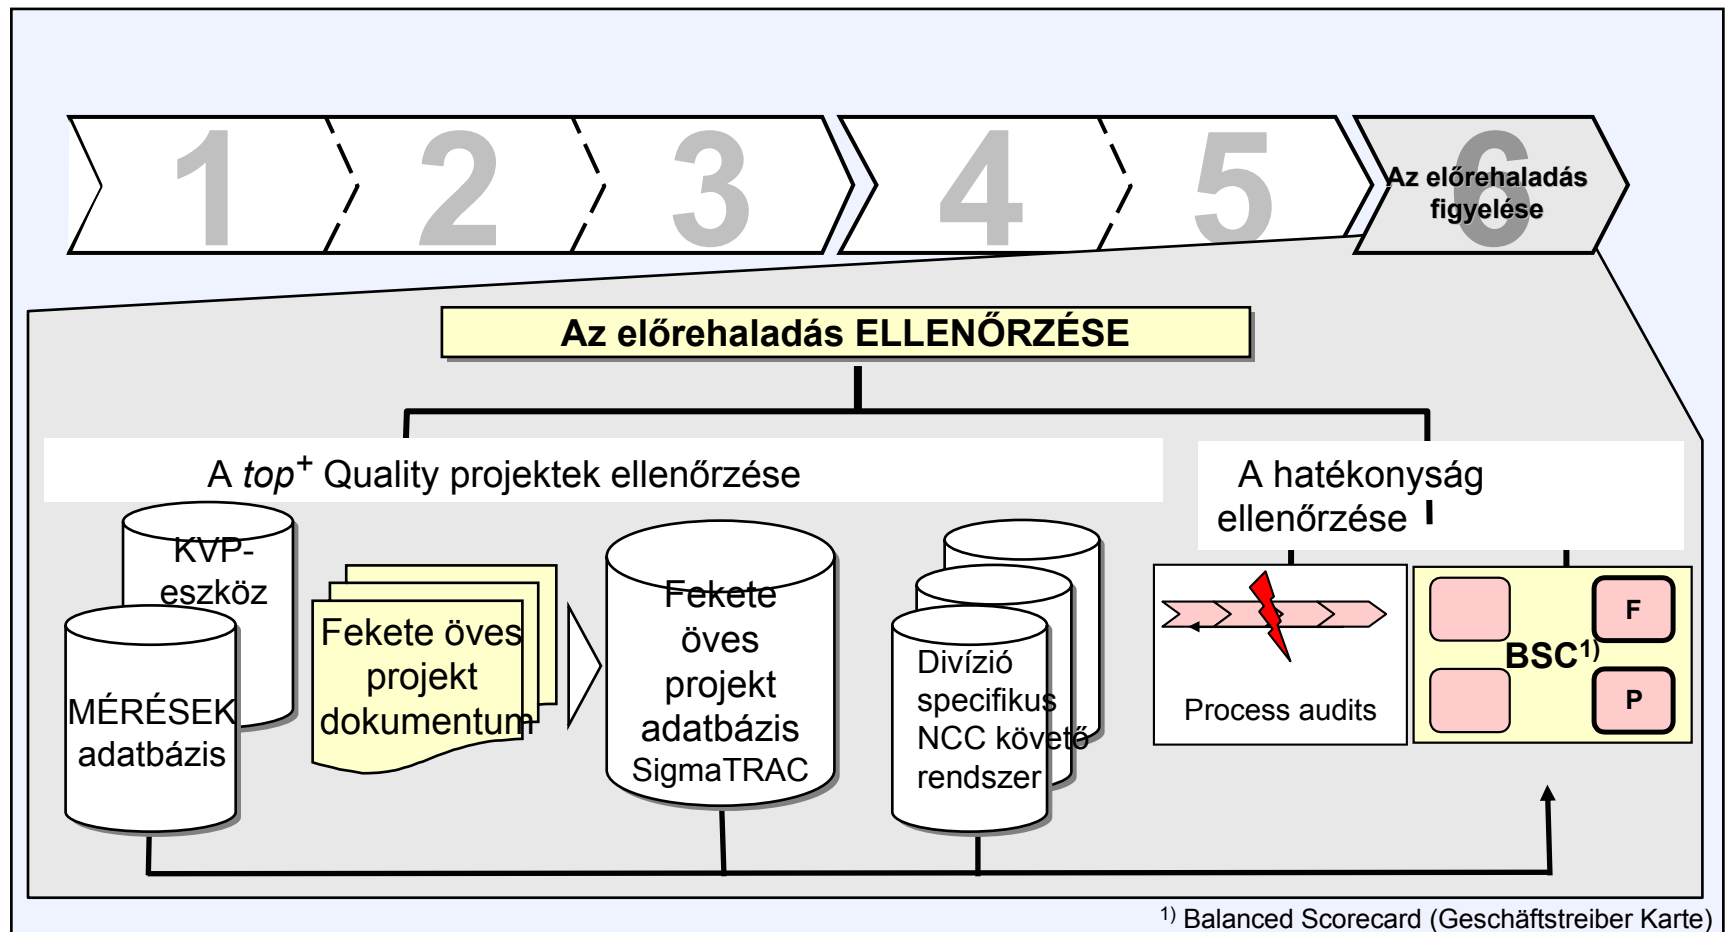 1 2 3 4 5 6
Az előrehaladás
figyelése
Az előrehaladás ELLENŐRZÉSE
A top+ Quality projektek ellenőrzése
A hatékonyság
ellenőrzése
KVP-
eszköz
MÉRÉSEK
adatbázis
Fekete öves
projekt
dokumentum
Fekete
öves
projekt
adatbázis
SigmaTRAC
Divízió
specifikus
NCC követő
rendszer
Process audits
F
BSC1)
P
1) Balanced Scorecard (Geschäftstreiber Karte)